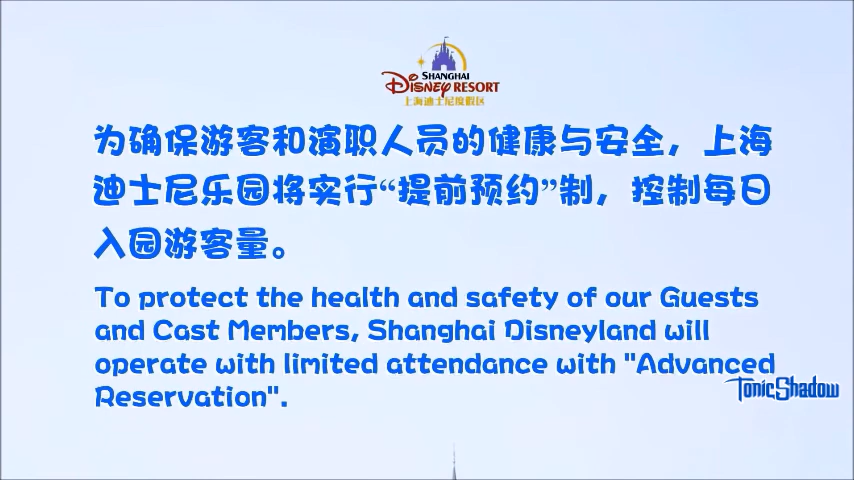 SHANGHAI
Disney RESORT
上海迪士尼度假区
为确保游客和演职人员的健康与安全，上海
迪士尼乐园将实行“提前预约”制，控制每日
入园游客量。
To protect the health and safety of our Guests
and Cast Members, Shanghai Disneyland will
operate with limited attendance with "Advanced
Reservation".
TonicShadow